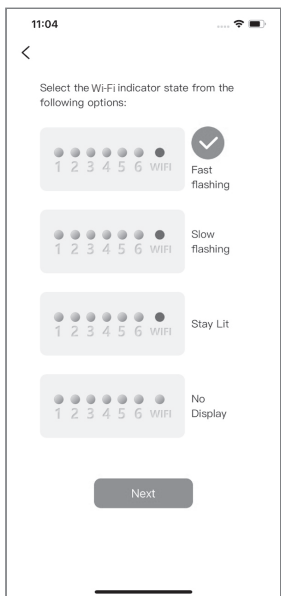 11:04
Select the Wi-Fi indicator state from the
following options:
1 2 3 4 5 6 WIFI
Fast
flashing
1 2 3 4 5 6 WIFI
Slow
flashing
1 2 3 4 5 6 WIFI
Stay Lit
1 2 3 4 5 6 WIFI
No
Display
Next